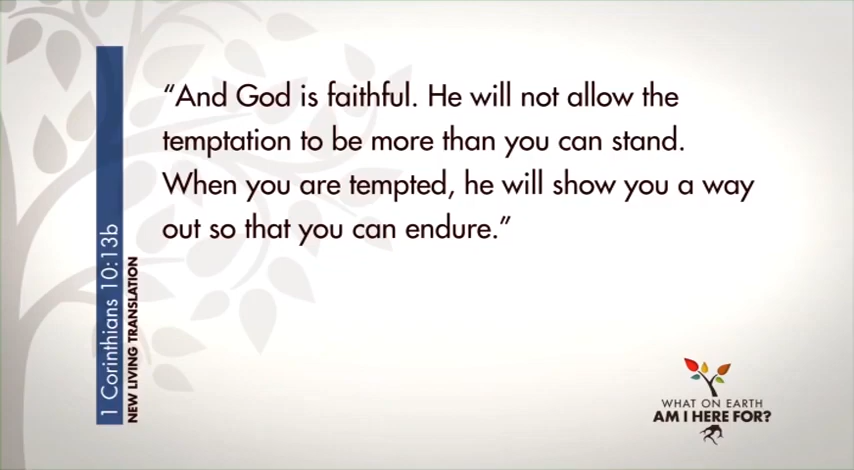 “And God is faithful. He will not allow the
temptation to be more than you can stand.
When you are tempted, he will show you a way
out so that you can endure.”
1 Corinthians 10:13b
NEW LIVING TRANSLATION
WHAT ON EARTH
AM I HERE FOR?